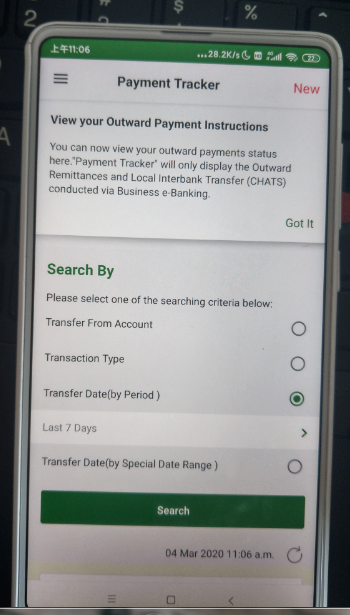 2
$
%
A
上午11:06
...28.2K/s
22
Payment Tracker
New
View your Outward Payment Instructions
You can now view your outward payments status
here."Payment Tracker" will only display the Outward
Remittances and Local Interbank Transfer (CHATS)
conducted via Business e-Banking.
Got It
Search By
Please select one of the searching criteria below:
Transfer From Account
Transaction Type
Transfer Date(by Period )
Last 7 Days
Transfer Date(by Special Date Range )
Search
04 Mar 2020 11:06 a.m.